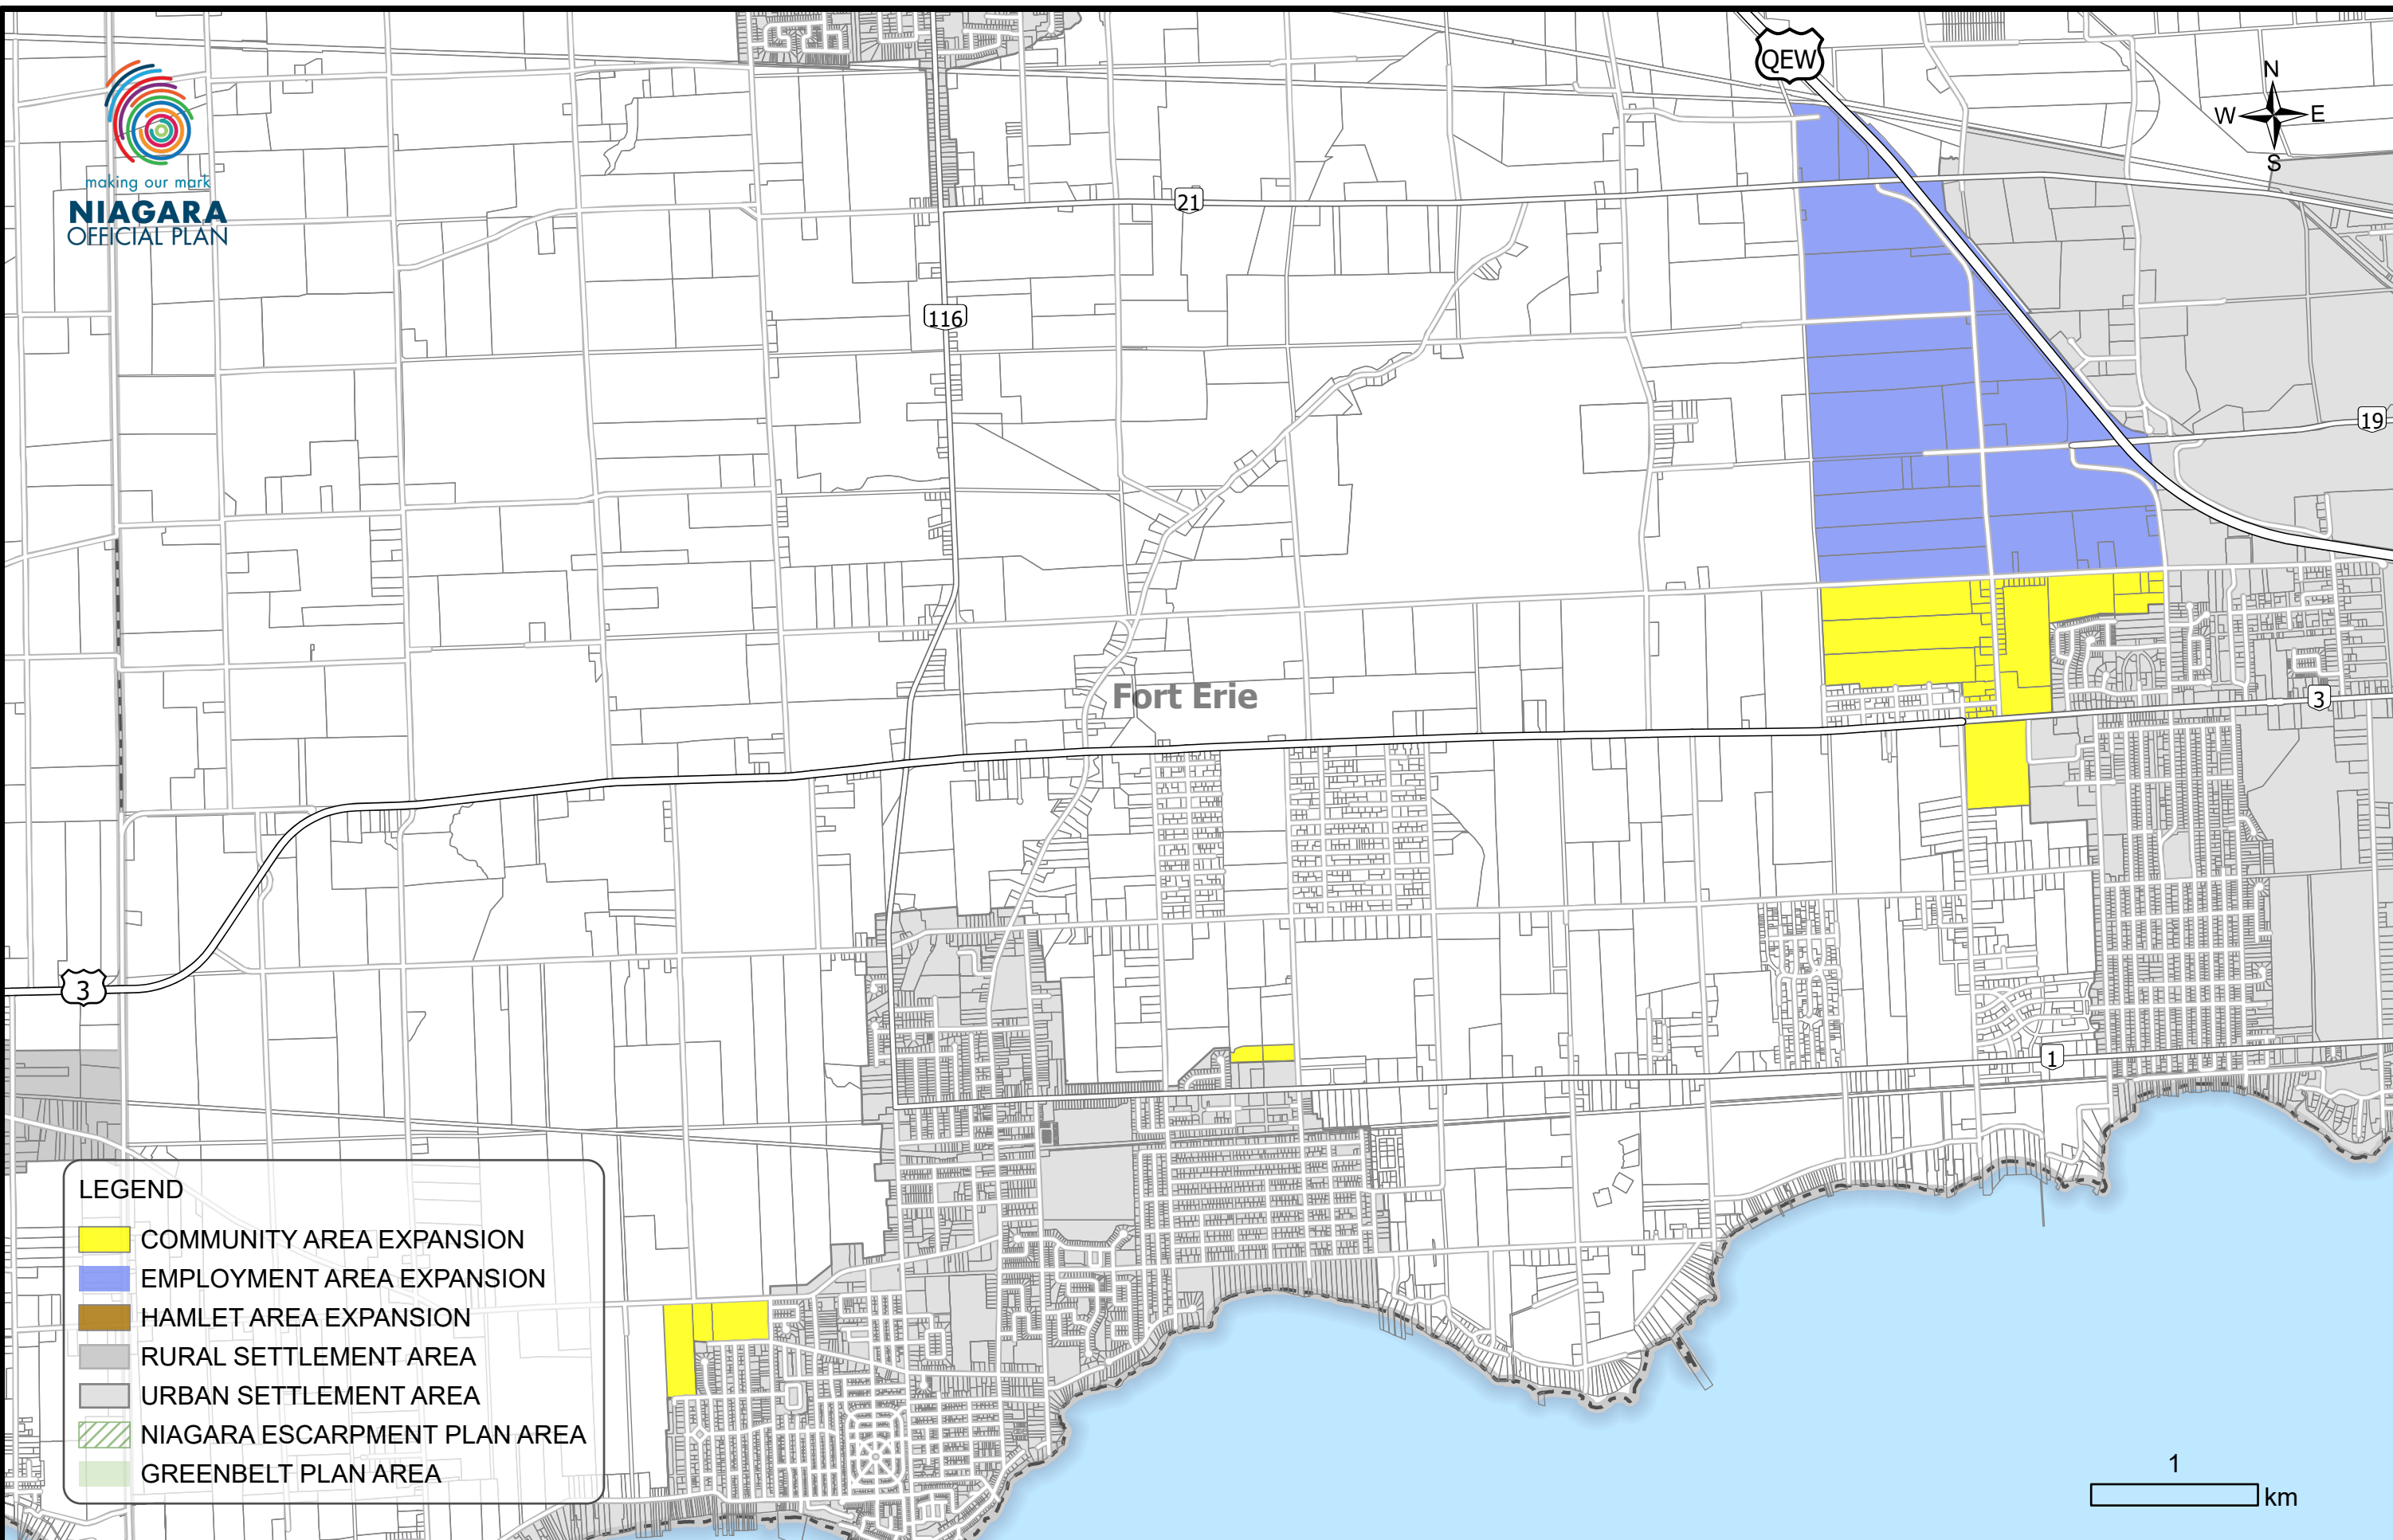 QEW
N
W E
S
making our mark
NIAGARA
OFFICIAL PLAN
21
116
19
Fort Erie
3
3
1
LEGEND
COMMUNITY AREA EXPANSION
EMPLOYMENT AREA EXPANSION
HAMLET AREA EXPANSION
RURAL SETTLEMENT AREA
URBAN SETTLEMENT AREA
NIAGARA ESCARPMENT PLAN AREA
GREENBELT PLAN AREA
1
km